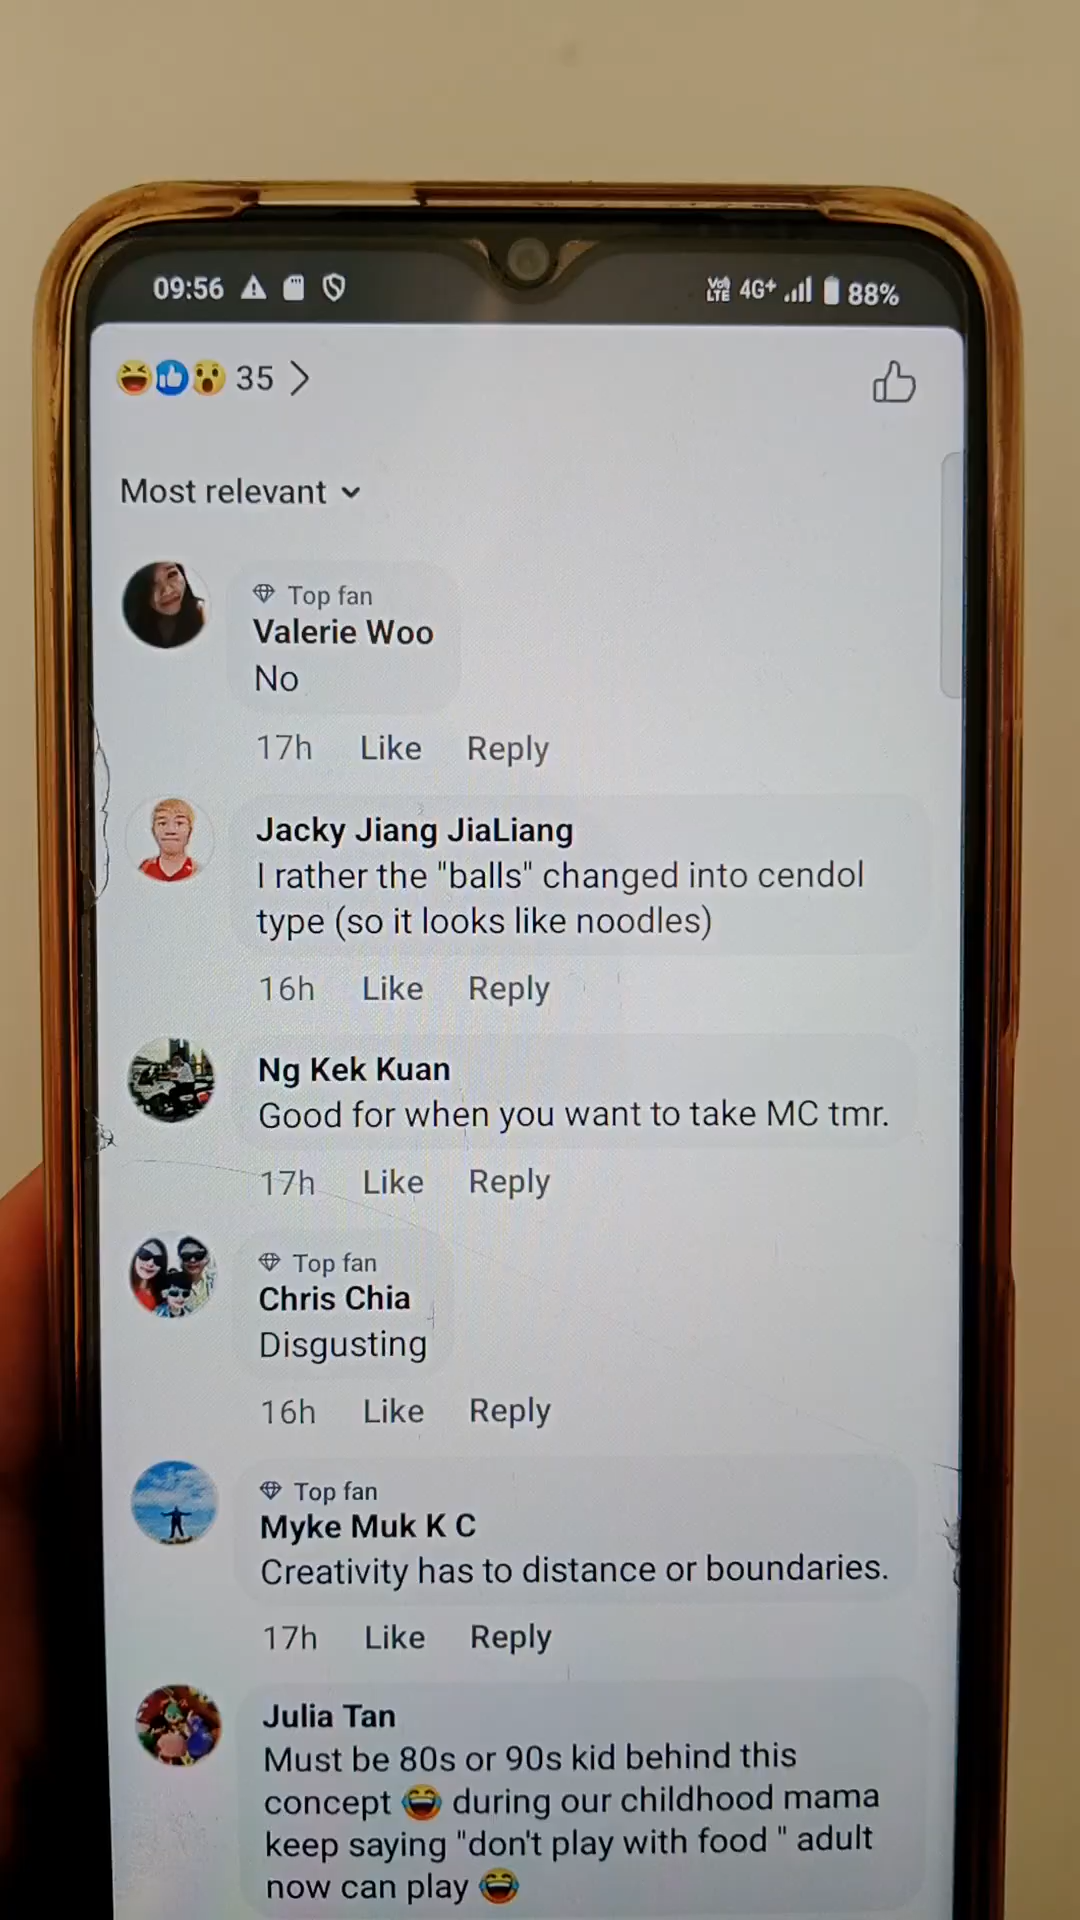 09:56 Vo) LTE 4G+ 88%
35
Most relevant
Top fan
Valerie Woo
No
17h Like Reply
Jacky Jiang JiaLiang
I rather the "balls" changed into cendol
type (so it looks like noodles)
16h Like Reply
Ng Kek Kuan
Good for when you want to take MC tmr.
17h Like Reply
Top fan
Chris Chia
Disgusting
16h Like Reply
Top fan
Myke Muk K C
Creativity has to distance or boundaries.
17h Like Reply
Julia Tan
Must be 80s or 90s kid behind this
concept 😂 during our childhood mama
keep saying "don't play with food " adult
now can play 😂